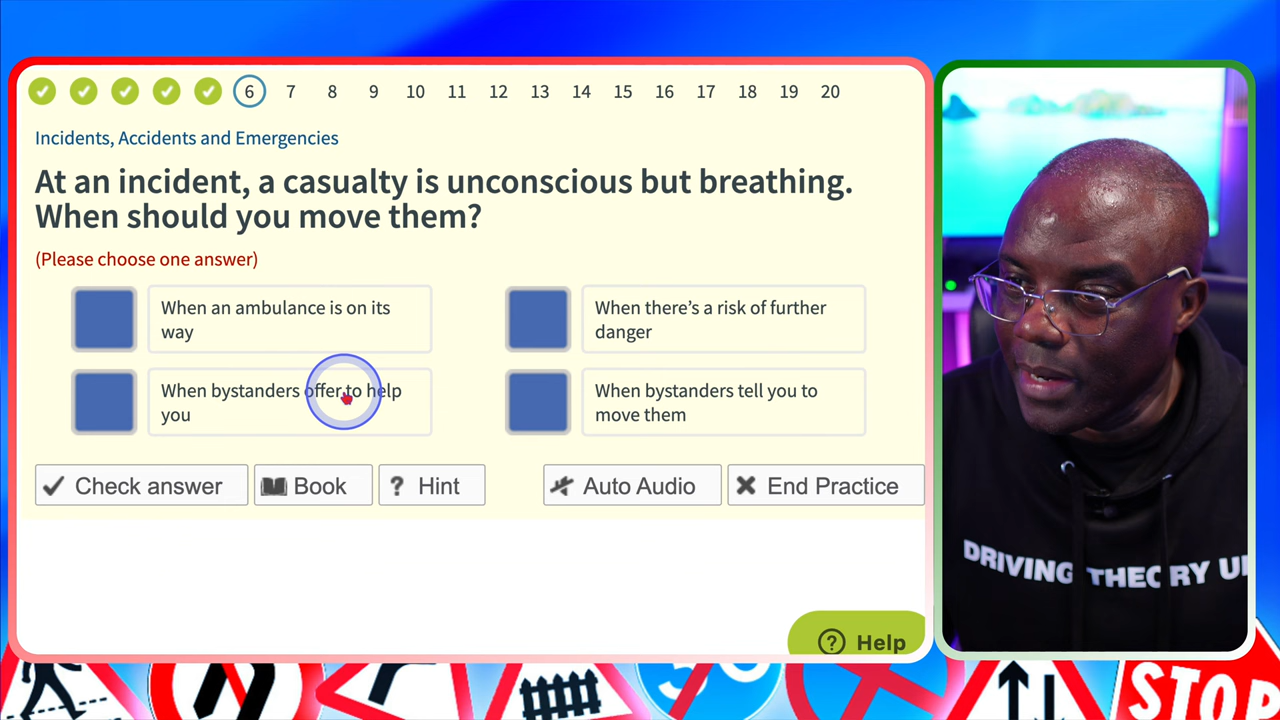 6 7 8 9 10 11 12 13 14 15 16 17 18 19 20
Incidents, Accidents and Emergencies
At an incident, a casualty is unconscious but breathing.
When should you move them?
(Please choose one answer)
When an ambulance is on its
way
When there's a risk of further
danger
When bystanders offer to help
you
When bystanders tell you to
move them
Check answer
Book
? Hint
Auto Audio
End Practice
? Help
DRIVING THEORY
STOP